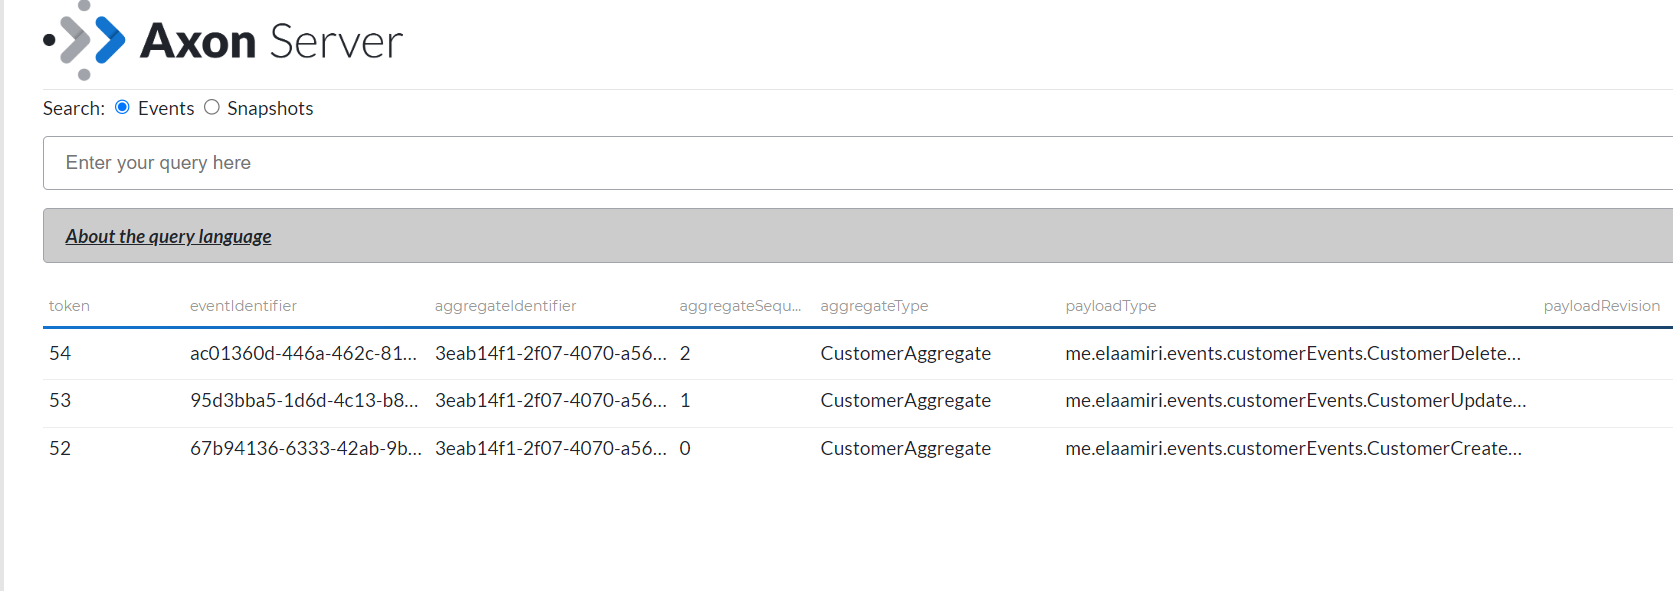 Axon Server
Search: Events Snapshots
Enter your query here
About the query language
token eventIdentifier aggregateIdentifier aggregateSequ... aggregateType payloadType payloadRevision
54 ac01360d-446a-462c-81... 3eab14f1-2f07-4070-a56... 2 CustomerAggregate me.elaamiri.events.customerEvents.CustomerDelete...
53 95d3bba5-1d6d-4c13-b8... 3eab14f1-2f07-4070-a56... 1 CustomerAggregate me.elaamiri.events.customerEvents.CustomerUpdate...
52 67b94136-6333-42ab-9b... 3eab14f1-2f07-4070-a56... 0 CustomerAggregate me.elaamiri.events.customerEvents.CustomerCreate...